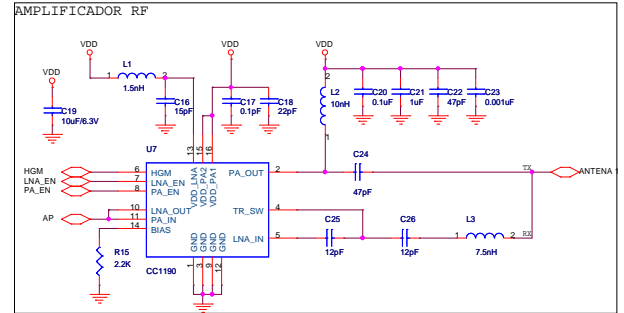 AMPLIFICADOR RF
VDD
VDD
VDD
VDD
L1
1 2
1.5nH
C19
10uF/6.3V
C16
15pF
C17
0.1pF
C18
22pF
2
L2
10nH
1
C20
0.1uF
C21
1uF
C22
47pF
C23
0.001uF
U7
13
15
16
HGM
LNA_EN
PA_EN
AP
6
7
8
10
11
14
HGM
LNA_EN
PA_EN
LNA_OUT
PA_IN
BIAS
VDD_LNA
VDD_PA2
VDD_PA1
PA_OUT
TR_SW
LNA_IN
2
4
5
GND
GND
GND
GND
1
3
9
12
CC1190
R15
2.2K
C24
47pF
C25
12pF
C26
12pF
L3
1 2
7.5nH
TX
RX
ANTENA 1